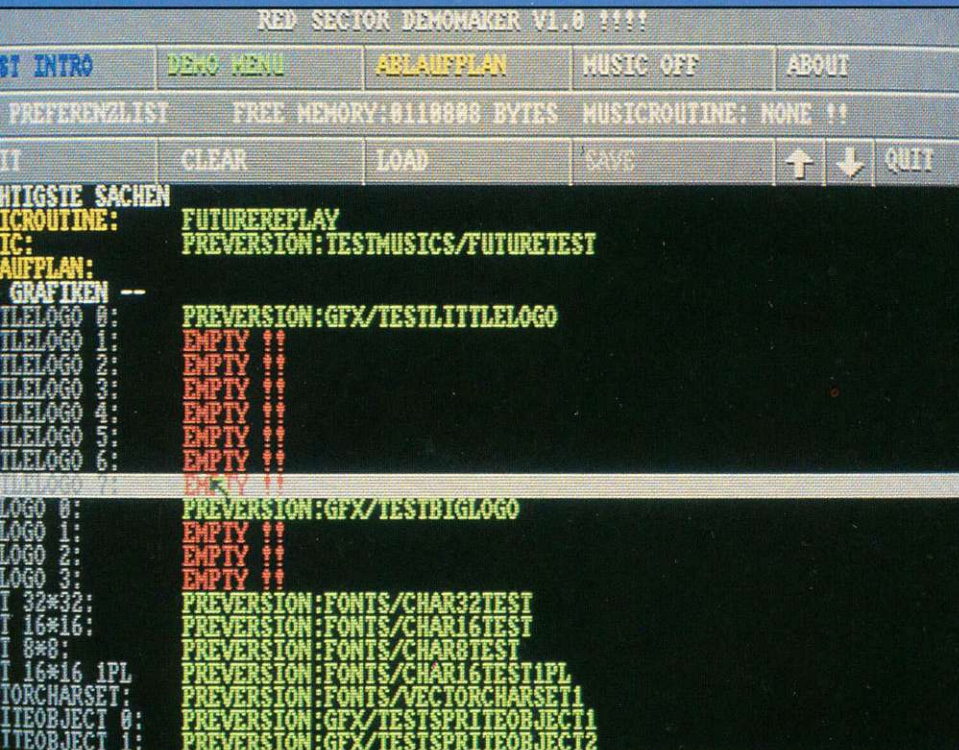 RED SECTOR DEMOMAKER V1.0 !!!!
ST INTRO DEMO MENU ABLAUFPLAN MUSIC OFF ABOUT
PREFERENZLIST FREE MEMORY:0110808 BYTES MUSICROUTINE: NONE !!
IT CLEAR LOAD SAVE QUIT
HTIGSTE SACHEN
ICROUTINE: FUTUREREPLAY
IC: PREVERSION:TESTMUSICS/FUTURETEST
AUFPLAN:
GRAFIKEN --
TLELOGO 0: PREVERSION:GFX/TESTLITTLELOGO
TLELOGO 1: EMPTY !!
TLELOGO 2: EMPTY !!
TLELOGO 3: EMPTY !!
TLELOGO 4: EMPTY !!
TLELOGO 5: EMPTY !!
TLELOGO 6: EMPTY !!
TLELOGO 7: EMPTY !!
LOGO 0: PREVERSION:GFX/TESTBIGLOGO
LOGO 1: EMPTY !!
LOGO 2: EMPTY !!
LOGO 3: EMPTY !!
T 32*32: PREVERSION:FONTS/CHAR32TEST
T 16*16: PREVERSION:FONTS/CHAR16TEST
T 8*8: PREVERSION:FONTS/CHAR8TEST
T 16*16 1PL PREVERSION:FONTS/CHAR16TEST1PL
TORCHARSET: PREVERSION:FONTS/VECTORCHARSET1
ITEOBJECT 0: PREVERSION:GFX/TESTSPRITEOBJECT1
ITEOBJECT 1: PREVERSION:GFX/TESTSPRITEOBJECT2